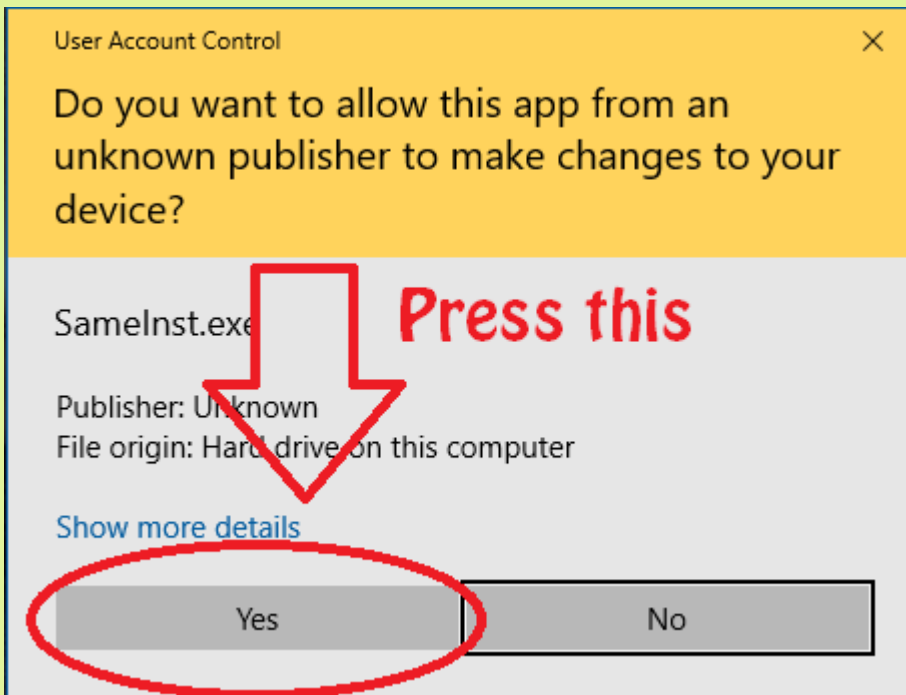 User Account Control
Do you want to allow this app from an
unknown publisher to make changes to your
device?
Press this
SameInst.exe
Publisher: Unknown
File origin: Hard drive on this computer
Show more details
Yes
No